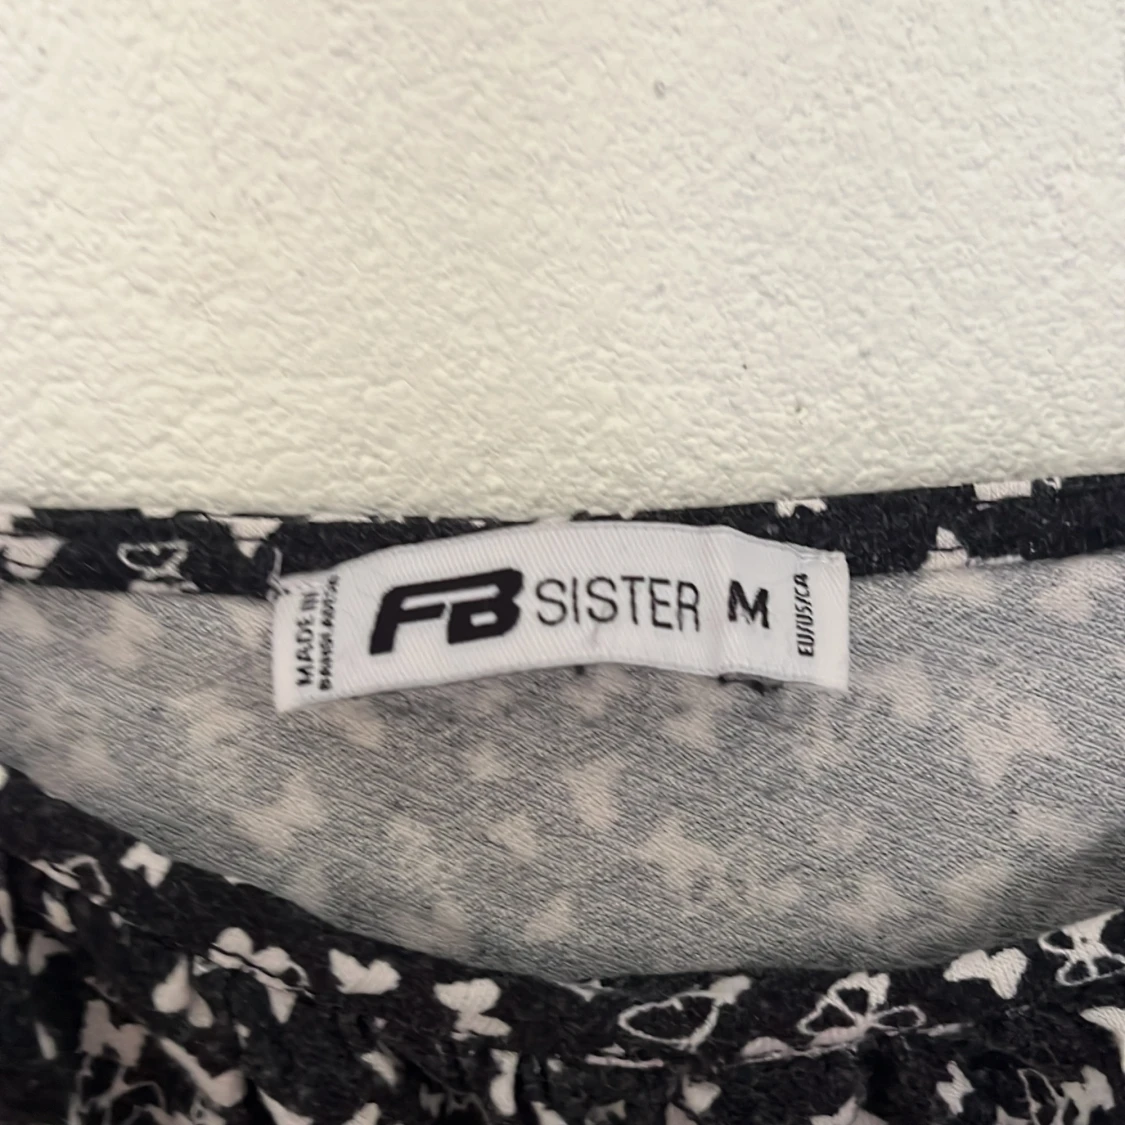 MADE IN
BANGLADESH
FB SISTER
M
EU/US/CA